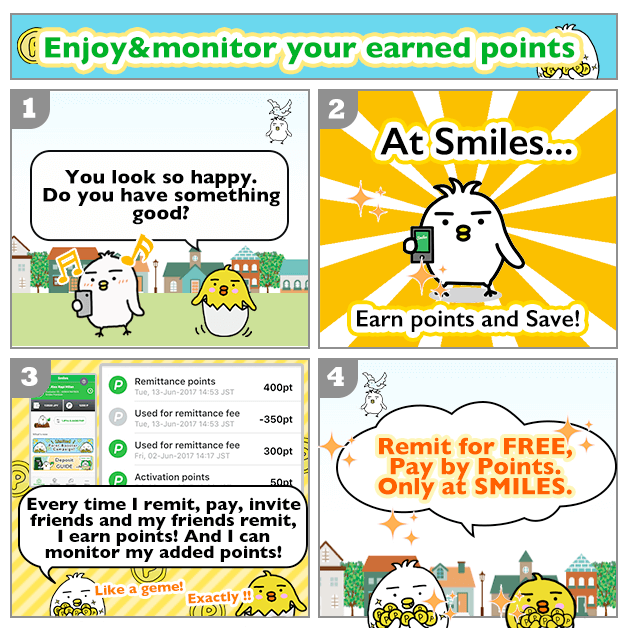 Enjoy&monitor your earned points
1
You look so happy.
Do you have something
good?
2
At Smiles...
Earn points and Save!
3
Remittance points
Tue, 13-Jun-2017 14:53 JST
400pt
Used for remittance fee
Tue, 13-Jun-2017 14:53 JST
-350pt
Used for remittance fee
Fri, 02-Jun-2017 14:17 JST
300pt
Activation points
50pt
Deposit
GUIDE
Every time I remit, pay, invite
friends and my friends remit,
I earn points! And I can
monitor my added points!
Like a geme!
Exactly !!
4
Remit for FREE,
Pay by Points.
Only at SMILES.